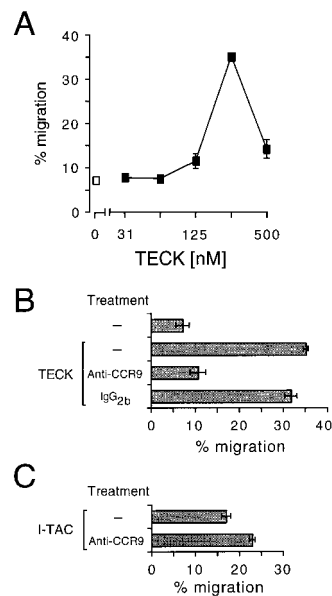 A
40
30
20
10
0
% migration
0 31 125 500
TECK [nM]
B
Treatment
–
–
TECK
Anti-CCR9
IgG2b
0 10 20 30 40
% migration
C
Treatment
–
I-TAC
Anti-CCR9
0 10 20 30
% migration